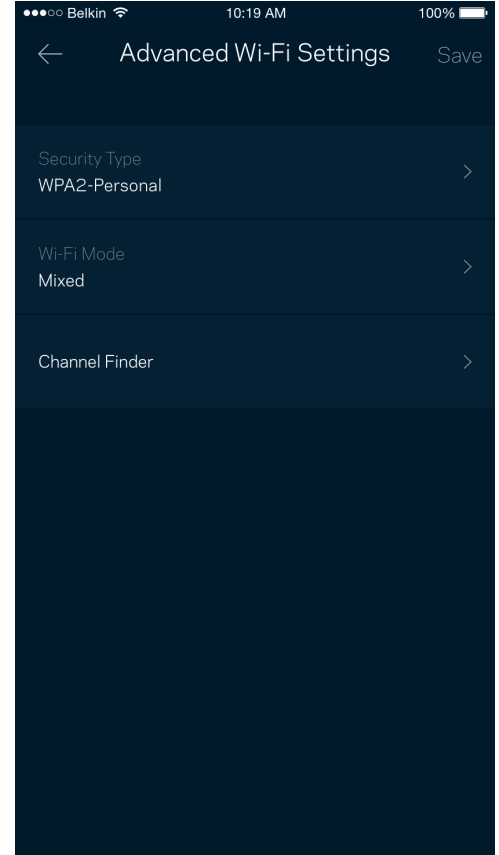 Belkin 10:19 AM 100%
Advanced Wi-Fi Settings Save
Security Type
WPA2-Personal
Wi-Fi Mode
Mixed
Channel Finder